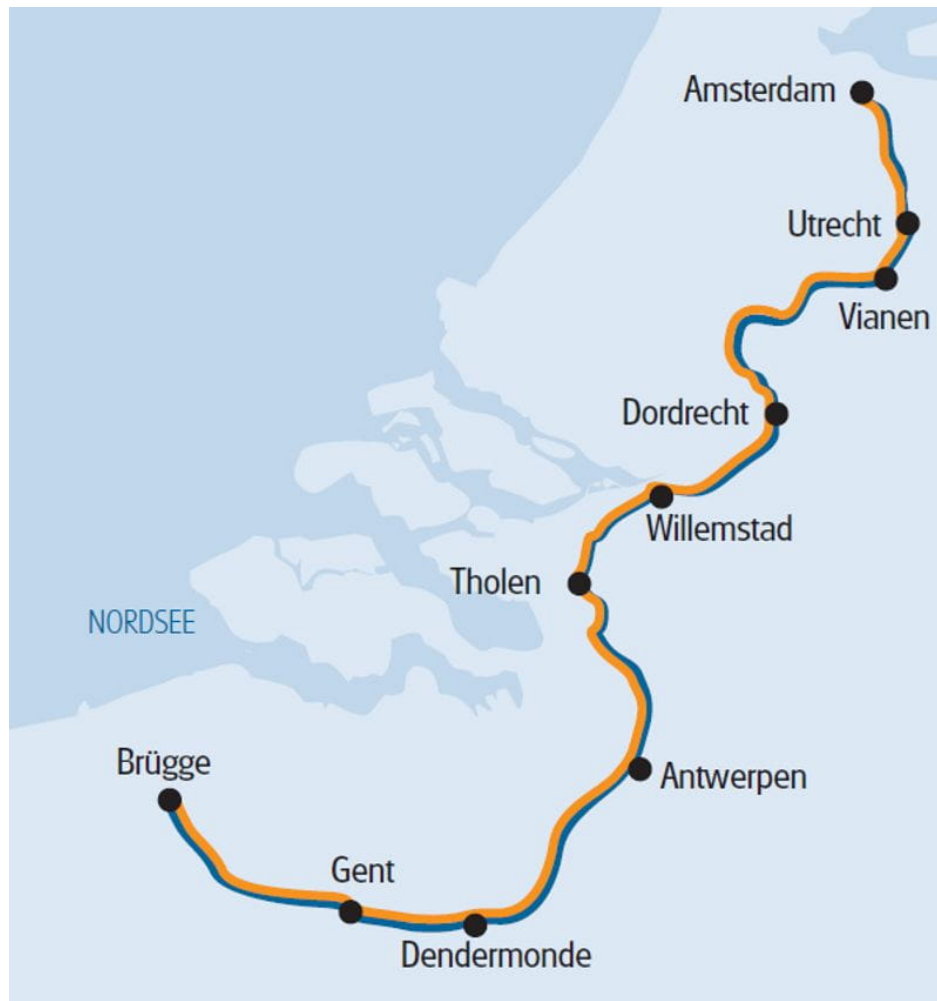 Amsterdam
Utrecht
Vianen
Dordrecht
Willemstad
Tholen
NORDSEE
Brügge
Antwerpen
Gent
Dendermonde